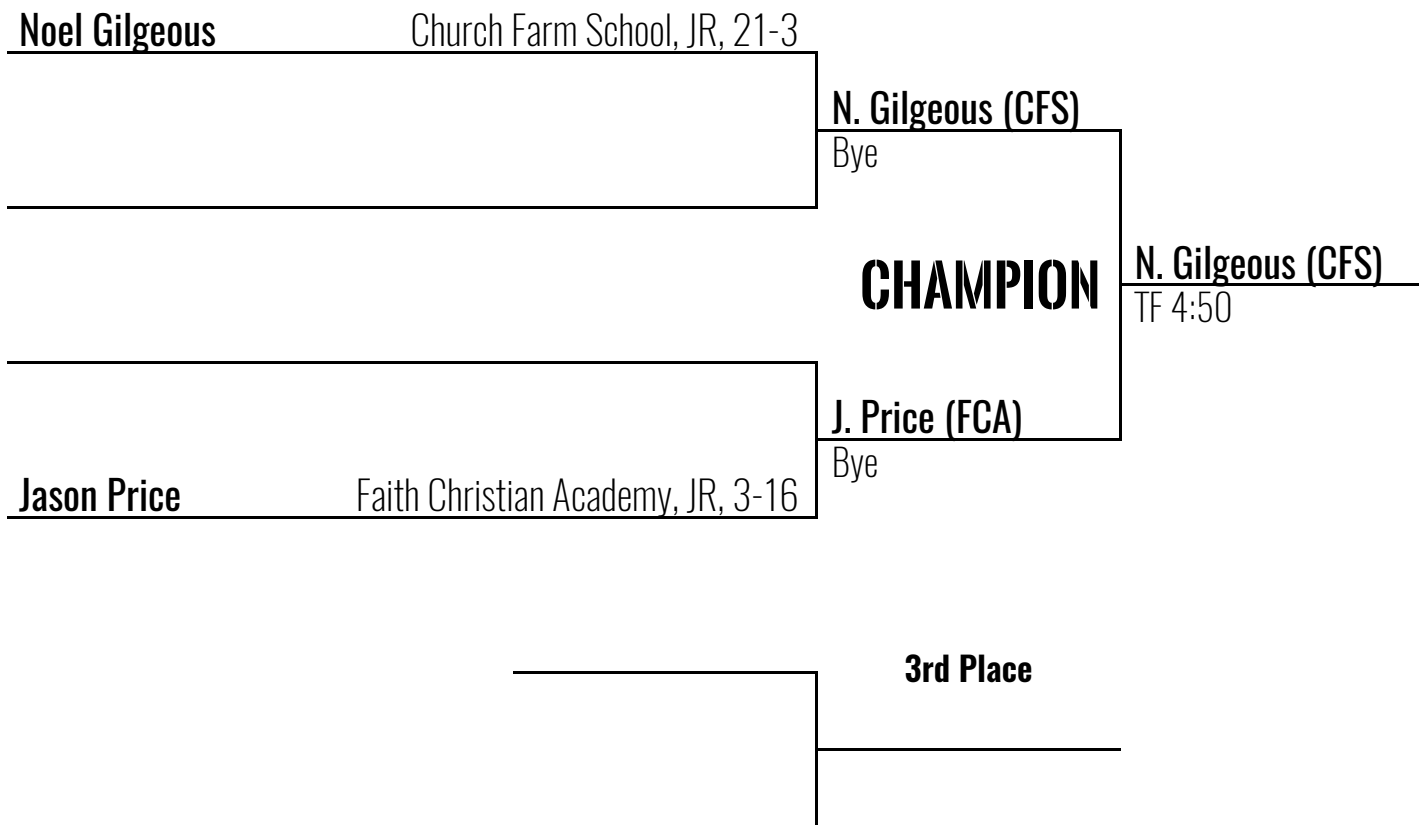 Noel Gilgeous Church Farm School, JR, 21-3
N. Gilgeous (CFS)
Bye
CHAMPION
N. Gilgeous (CFS)
TF 4:50
J. Price (FCA)
Bye
Jason Price Faith Christian Academy, JR, 3-16
3rd Place